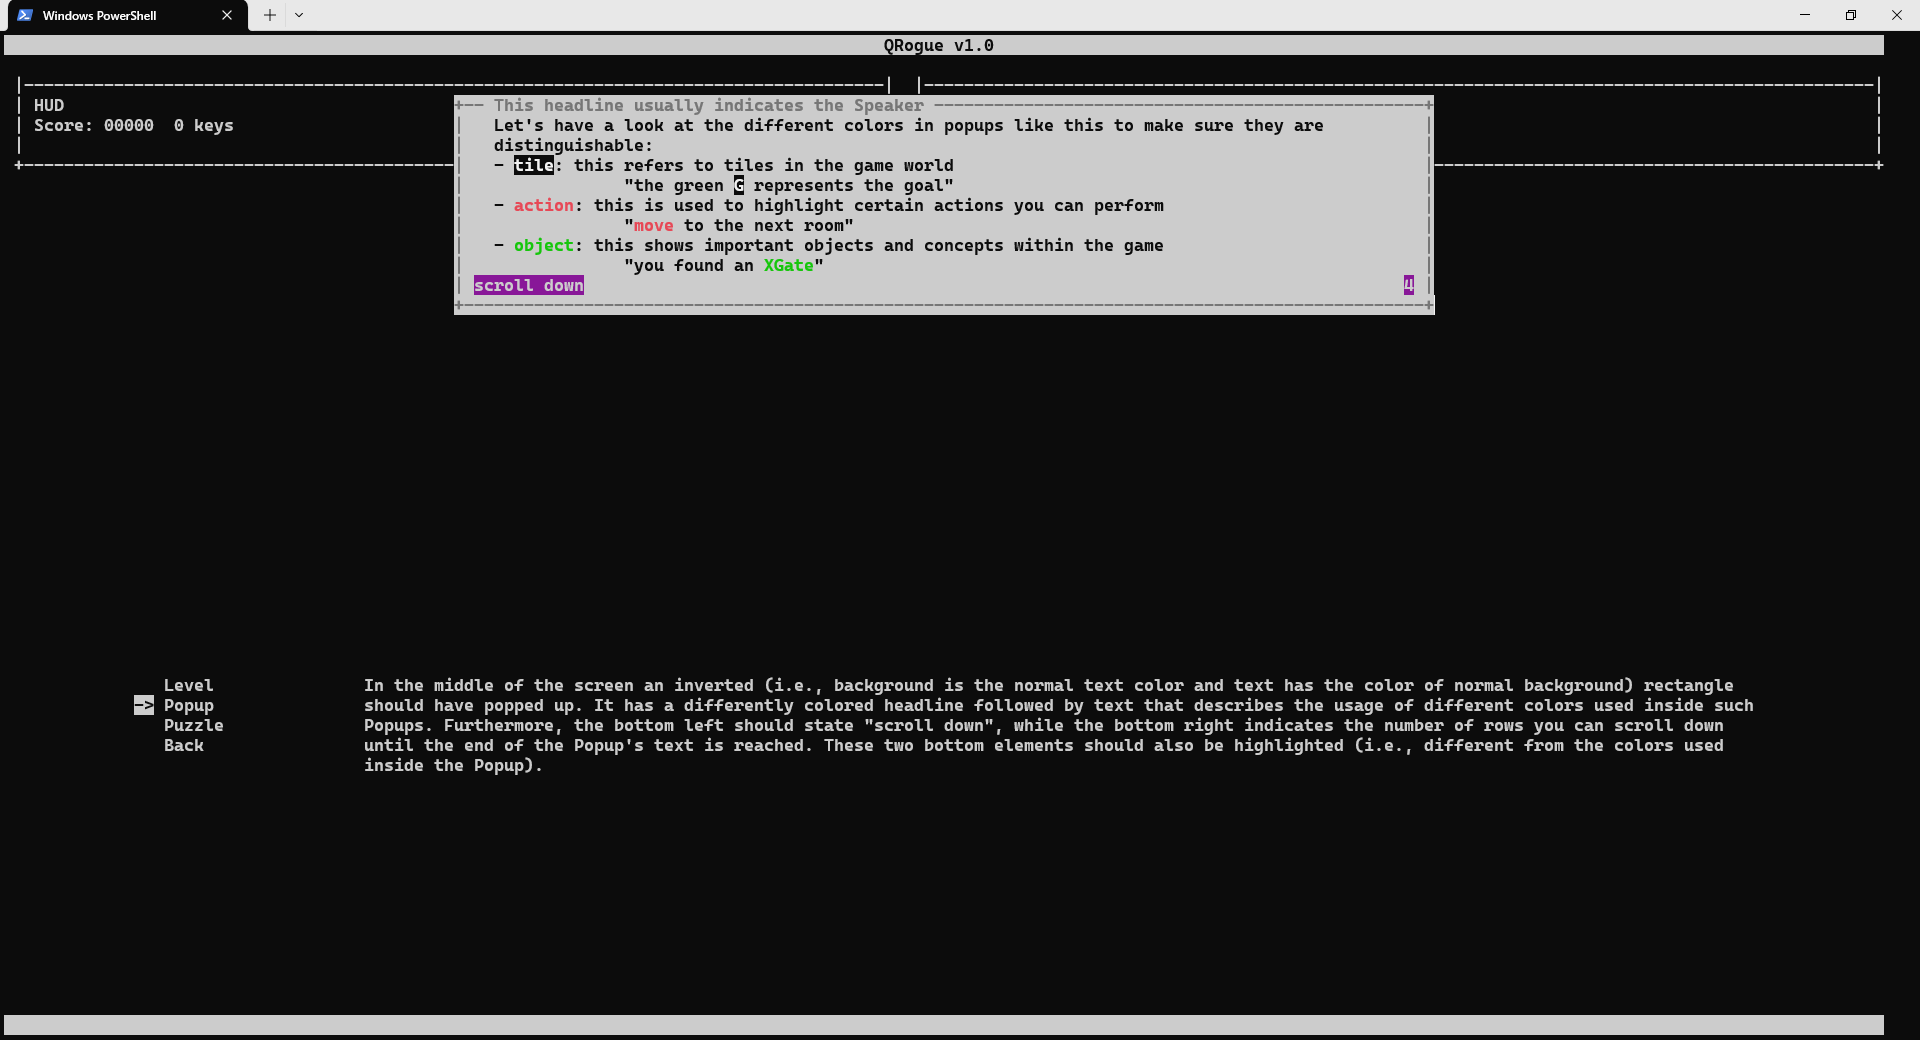 Windows PowerShell
QRogue v1.0
HUD
Score: 00000  0 keys
This headline usually indicates the Speaker
Let's have a look at the different colors in popups like this to make sure they are
distinguishable:
- tile: this refers to tiles in the game world
"the green G represents the goal"
- action: this is used to highlight certain actions you can perform
"move to the next room"
- object: this shows important objects and concepts within the game
"you found an XGate"
scroll down 4
Level
-> Popup
Puzzle
Back
In the middle of the screen an inverted (i.e., background is the normal text color and text has the color of normal background) rectangle
should have popped up. It has a differently colored headline followed by text that describes the usage of different colors used inside such
Popups. Furthermore, the bottom left should state "scroll down", while the bottom right indicates the number of rows you can scroll down
until the end of the Popup's text is reached. These two bottom elements should also be highlighted (i.e., different from the colors used
inside the Popup).